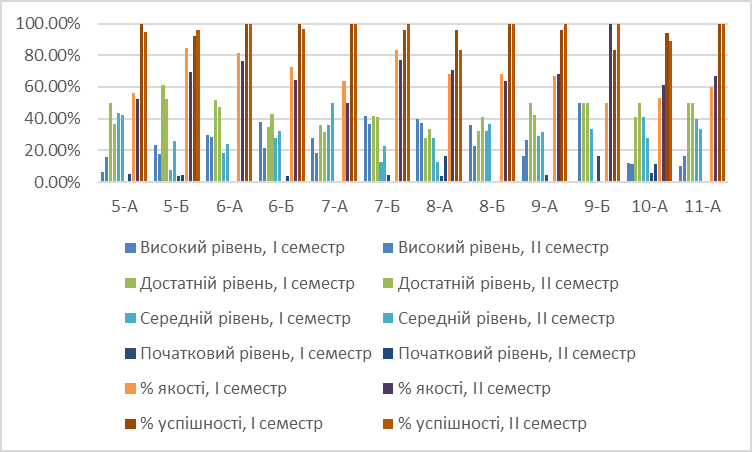 100.00%
80.00%
60.00%
40.00%
20.00%
0.00%
5-А 5-Б 6-А 6-Б 7-А 7-Б 8-А 8-Б 9-А 9-Б 10-А 11-А
Високий рівень, І семестр Високий рівень, ІІ семестр
Достатній рівень, І семестр Достатній рівень, ІІ семестр
Середній рівень, І семестр Середній рівень, ІІ семестр
Початковий рівень, І семестр Початковий рівень, ІІ семестр
% якості, І семестр % якості, ІІ семестр
% успішності, І семестр % успішності, ІІ семестр